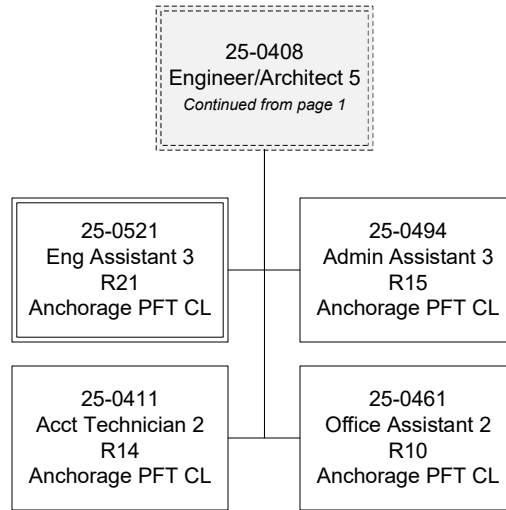 25-0408
Engineer/Architect 5
Continued from page 1
25-0521
Eng Assistant 3
R21
Anchorage PFT CL
25-0494
Admin Assistant 3
R15
Anchorage PFT CL
25-0411
Acct Technician 2
R14
Anchorage PFT CL
25-0461
Office Assistant 2
R10
Anchorage PFT CL